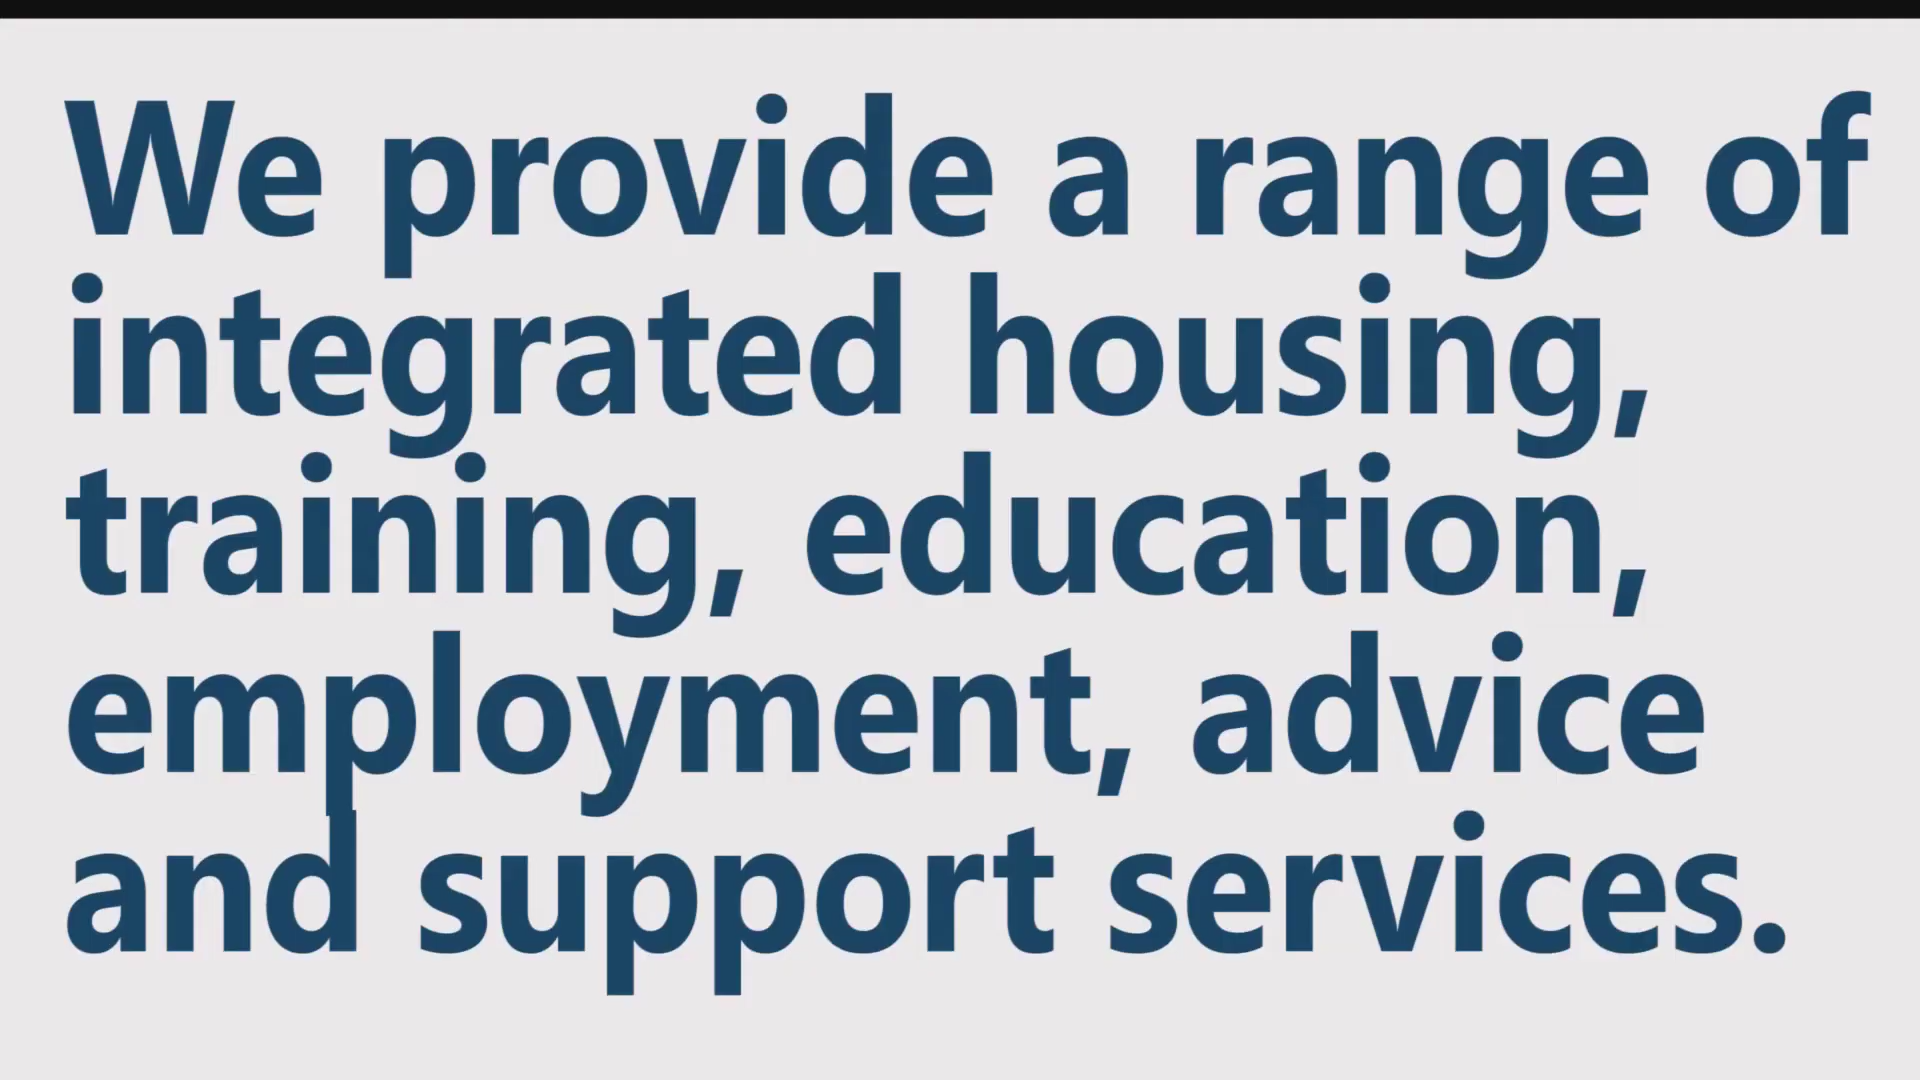 We provide a range of
integrated housing,
training, education,
employment, advice
and support services.